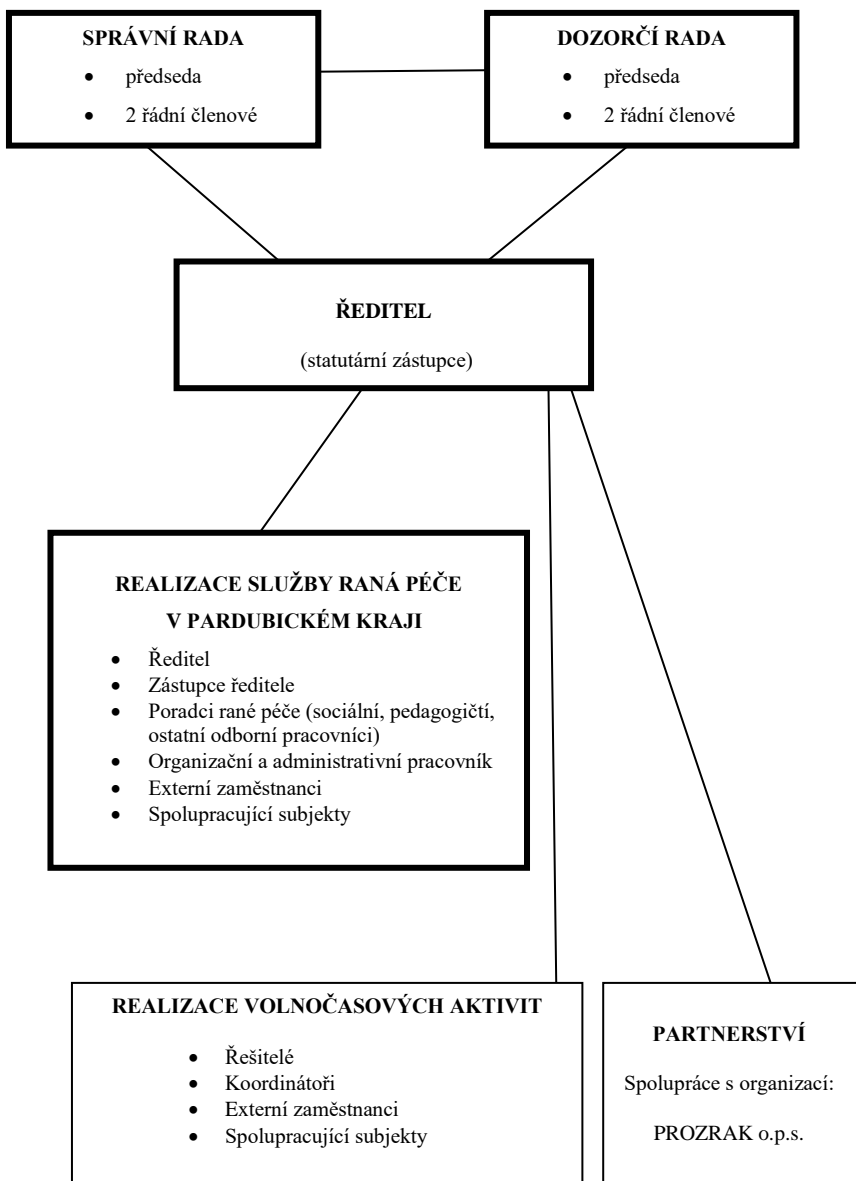 SPRÁVNÍ RADA
• předseda
• 2 řádní členové
DOZORČÍ RADA
• předseda
• 2 řádní členové
ŘEDITEL
(statutární zástupce)
REALIZACE SLUŽBY RANÁ PÉČE
V PARDUBICKÉM KRAJI
• Ředitel
• Zástupce ředitele
• Poradci rané péče (sociální, pedagogičtí,
ostatní odborní pracovníci)
• Organizační a administrativní pracovník
• Externí zaměstnanci
• Spolupracující subjekty
REALIZACE VOLNOČASOVÝCH AKTIVIT
• Řešitelé
• Koordinátoři
• Externí zaměstnanci
• Spolupracující subjekty
PARTNERSTVÍ
Spolupráce s organizací:
PROZRAK o.p.s.